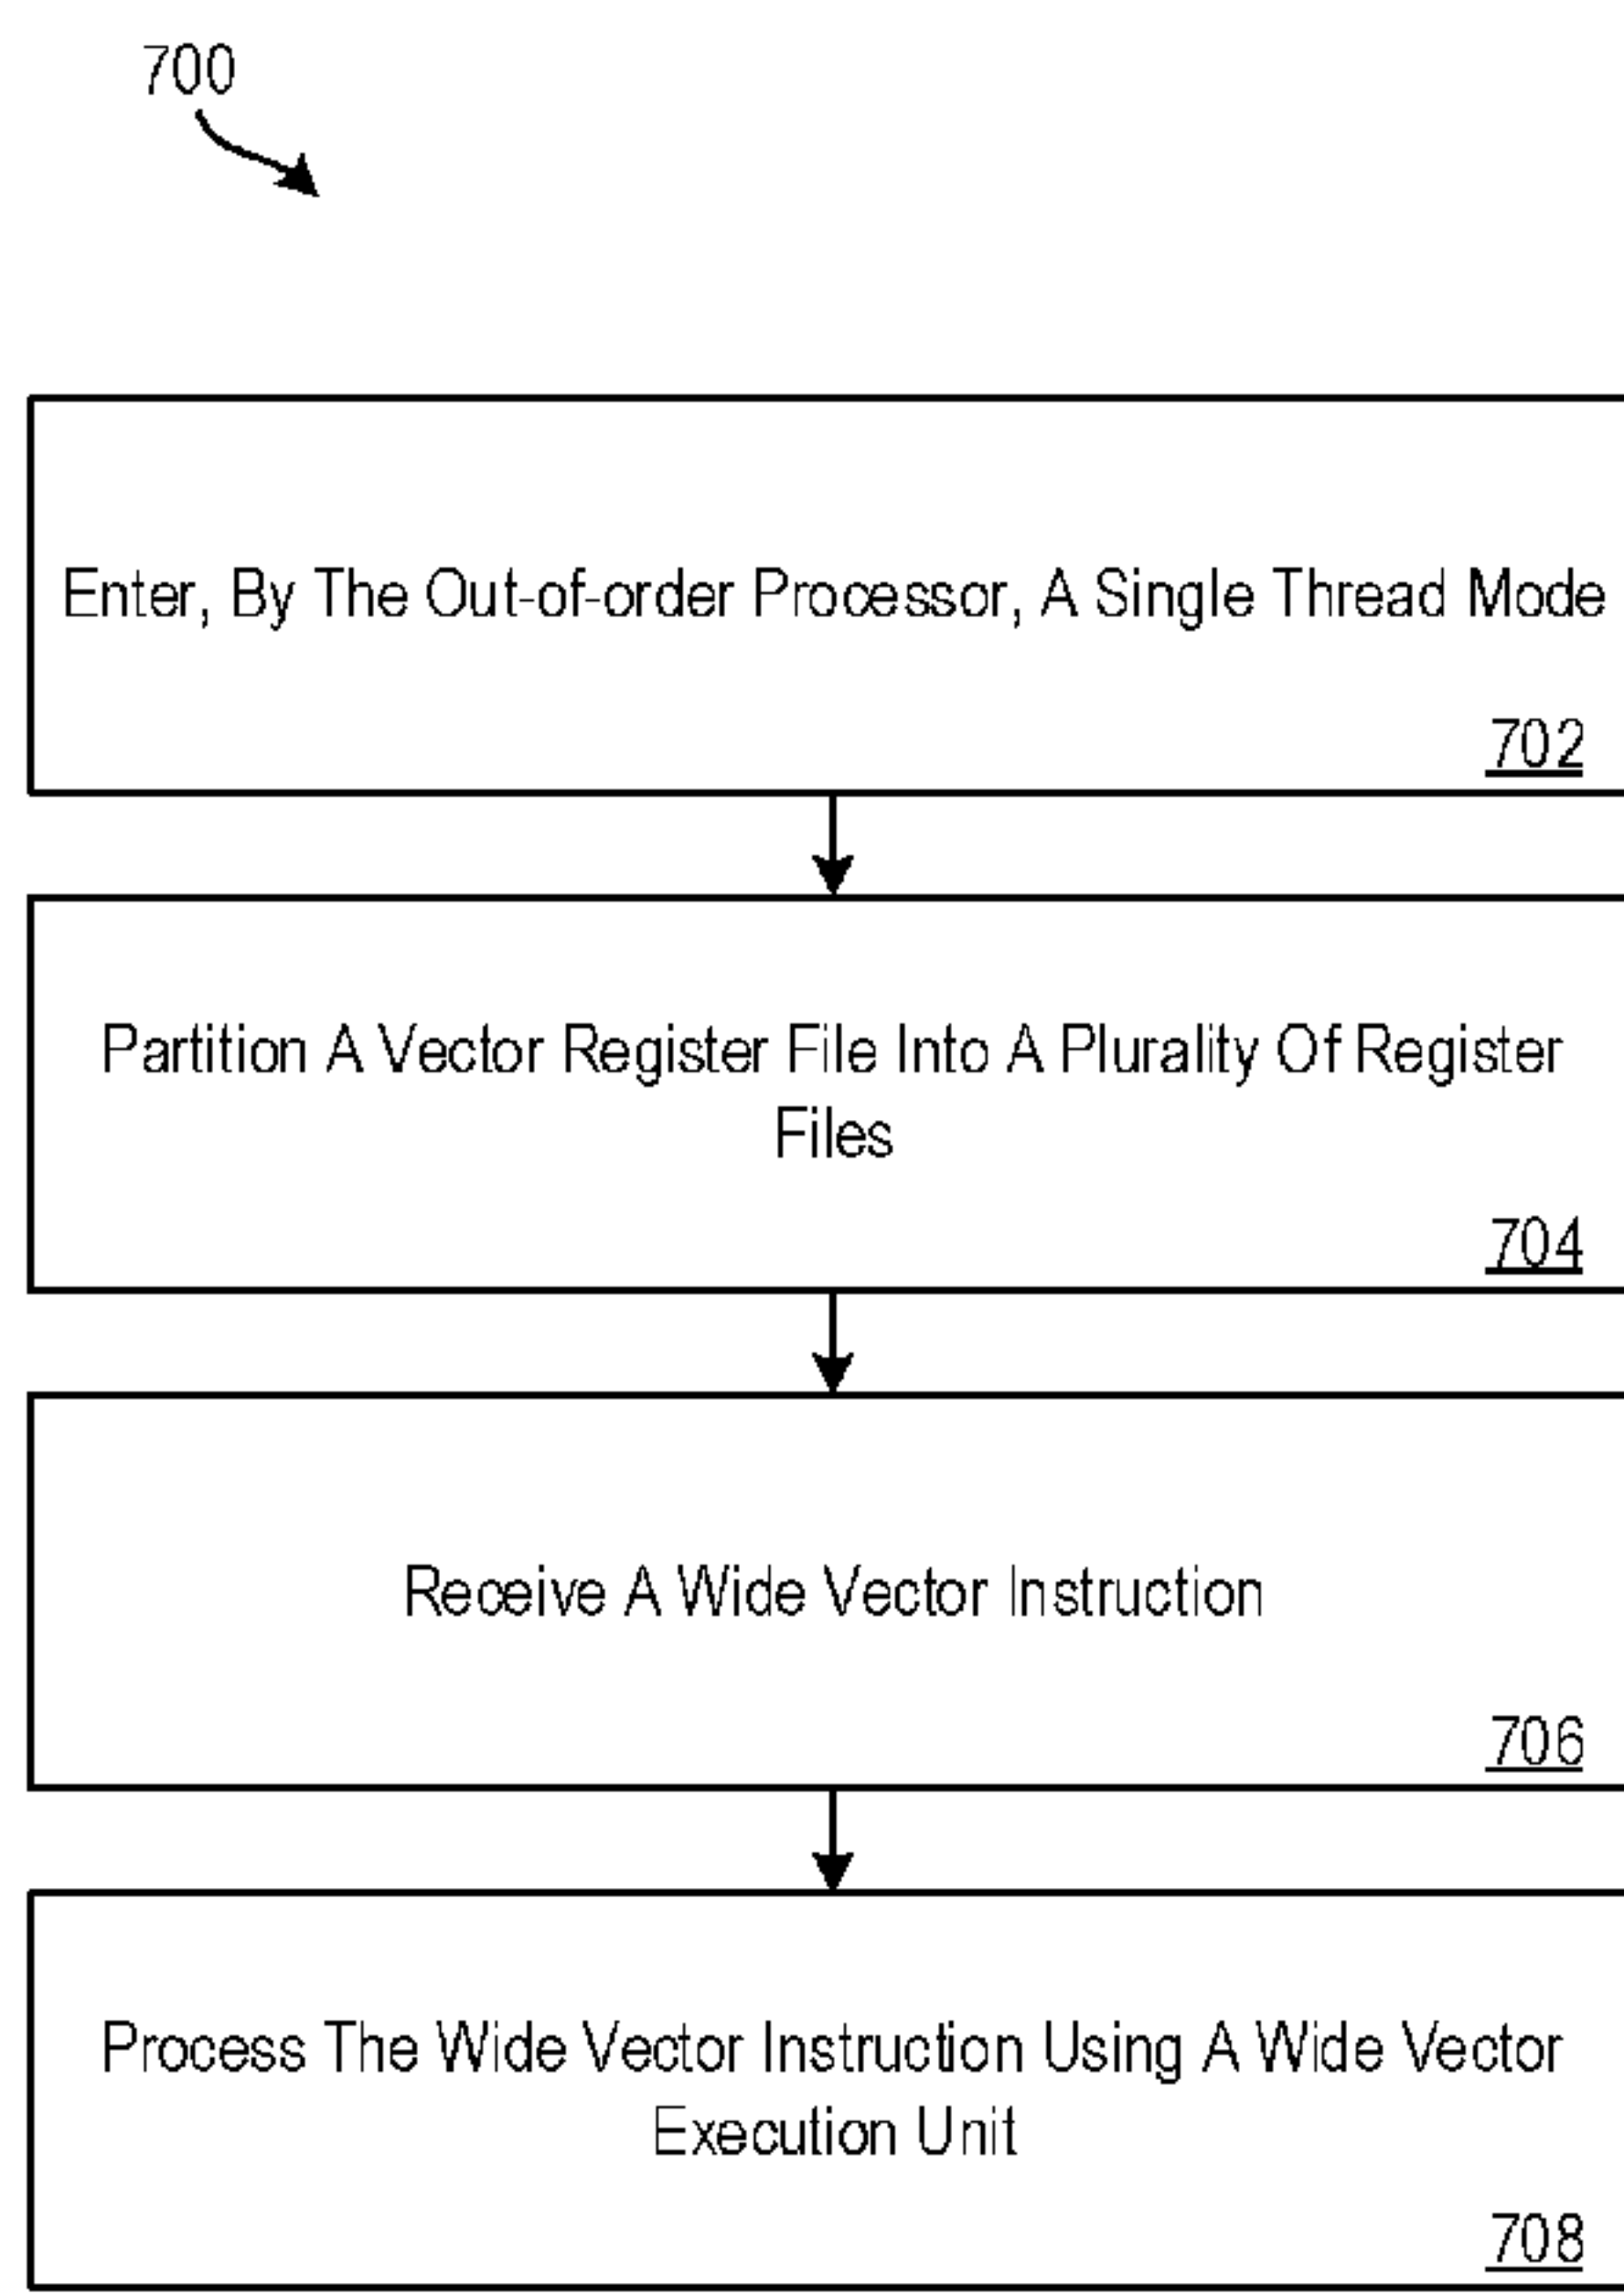 700
Enter, By The Out-of-order Processor, A Single Thread Mode
702
Partition A Vector Register File Into A Plurality Of Register
Files
704
Receive A Wide Vector Instruction
706
Process The Wide Vector Instruction Using A Wide Vector
Execution Unit
708